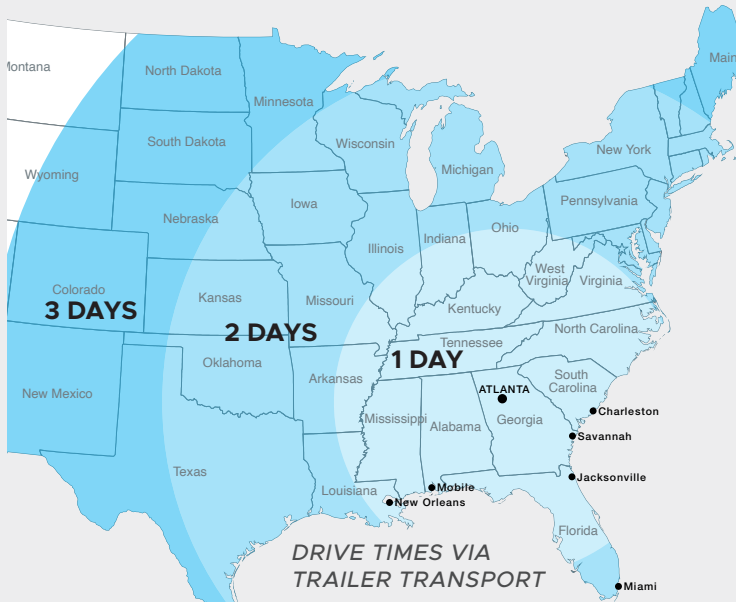 Montana
North Dakota
Minnesota
Main
South Dakota
Wisconsin
New York
Michigan
Wyoming
Pennsylvania
Iowa
Nebraska
Ohio
Illinois
Indiana
West
Virginia
Virginia
Colorado
Kansas
Missouri
3 DAYS
2 DAYS
Kentucky
North Carolina
Tennessee
1 DAY
Oklahoma
Arkansas
South
Carolina
ATLANTA
New Mexico
Charleston
Mississippi
Alabama
Georgia
Savannah
Texas
Jacksonville
Louisiana
Mobile
New Orleans
Florida
DRIVE TIMES VIA
TRAILER TRANSPORT
Miami